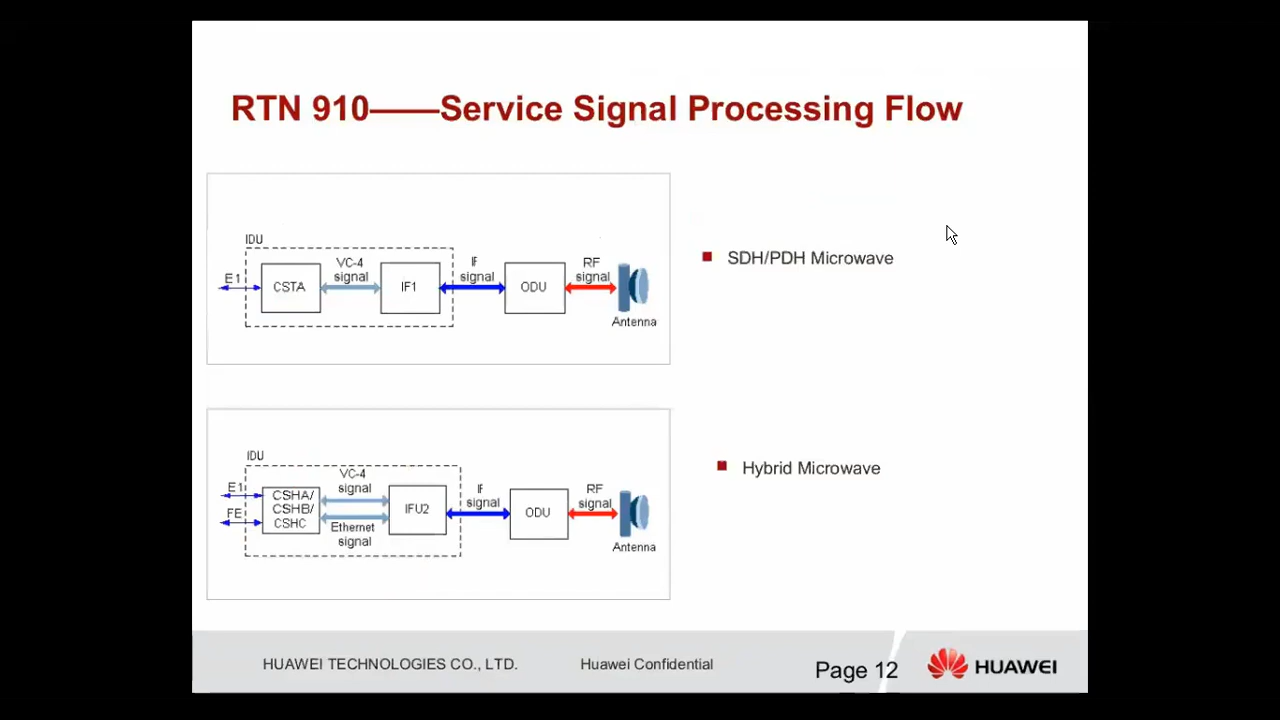 RTN 910——Service Signal Processing Flow
IDU
E1
CSTA
VC-4
signal
IF1
IF
signal
ODU
RF
signal
Antenna
SDH/PDH Microwave
IDU
E1
FE
CSHA/
CSHB/
CSHC
VC-4
signal
Ethernet
signal
IFU2
IF
signal
ODU
RF
signal
Antenna
Hybrid Microwave
HUAWEI TECHNOLOGIES CO., LTD.
Huawei Confidential
Page 12
HUAWEI